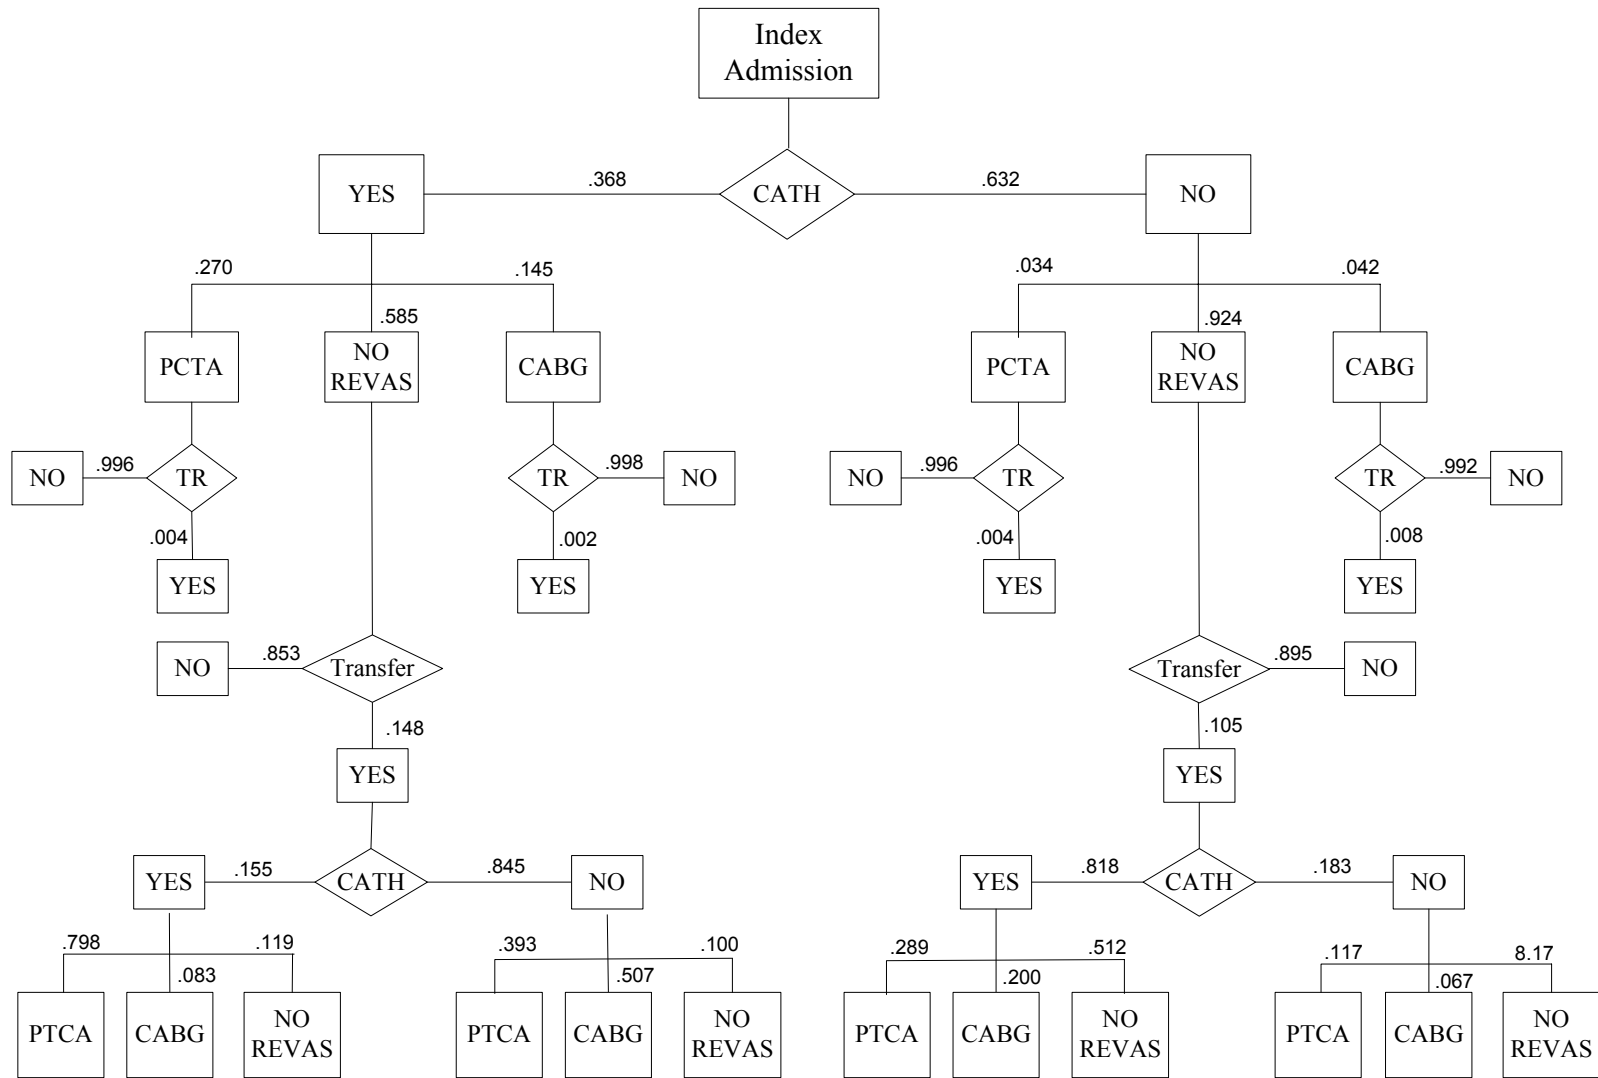 Index
Admission
YES
.368
CATH
.632
NO
.270
.145
.034
.042
.585
.924
PCTA
NO
REVAS
CABG
PCTA
NO
REVAS
CABG
NO
.996
TR
TR
.998
NO
NO
.996
TR
TR
.992
NO
.004
.002
.004
.008
YES
YES
YES
YES
NO
.853
Transfer
Transfer
.895
NO
.148
.105
YES
YES
YES
.155
CATH
.845
NO
YES
.818
CATH
.183
NO
.798
.119
.393
.100
.289
.512
.117
8.17
.083
.507
.200
.067
PTCA
CABG
NO
REVAS
PTCA
CABG
NO
REVAS
PTCA
CABG
NO
REVAS
PTCA
CABG
NO
REVAS